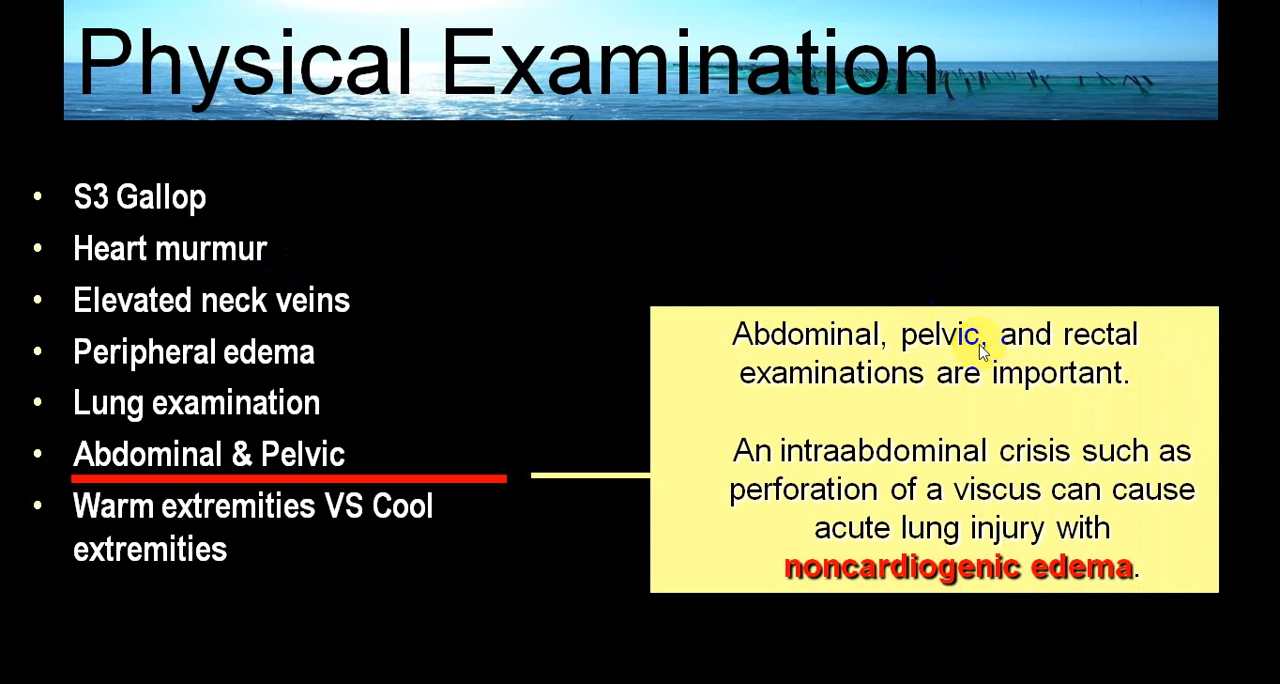 Physical Examination
• S3 Gallop
• Heart murmur
• Elevated neck veins
• Peripheral edema
• Lung examination
• Abdominal & Pelvic
• Warm extremities VS Cool
extremities
Abdominal, pelvic, and rectal
examinations are important.
An intraabdominal crisis such as
perforation of a viscus can cause
acute lung injury with
noncardiogenic edema.